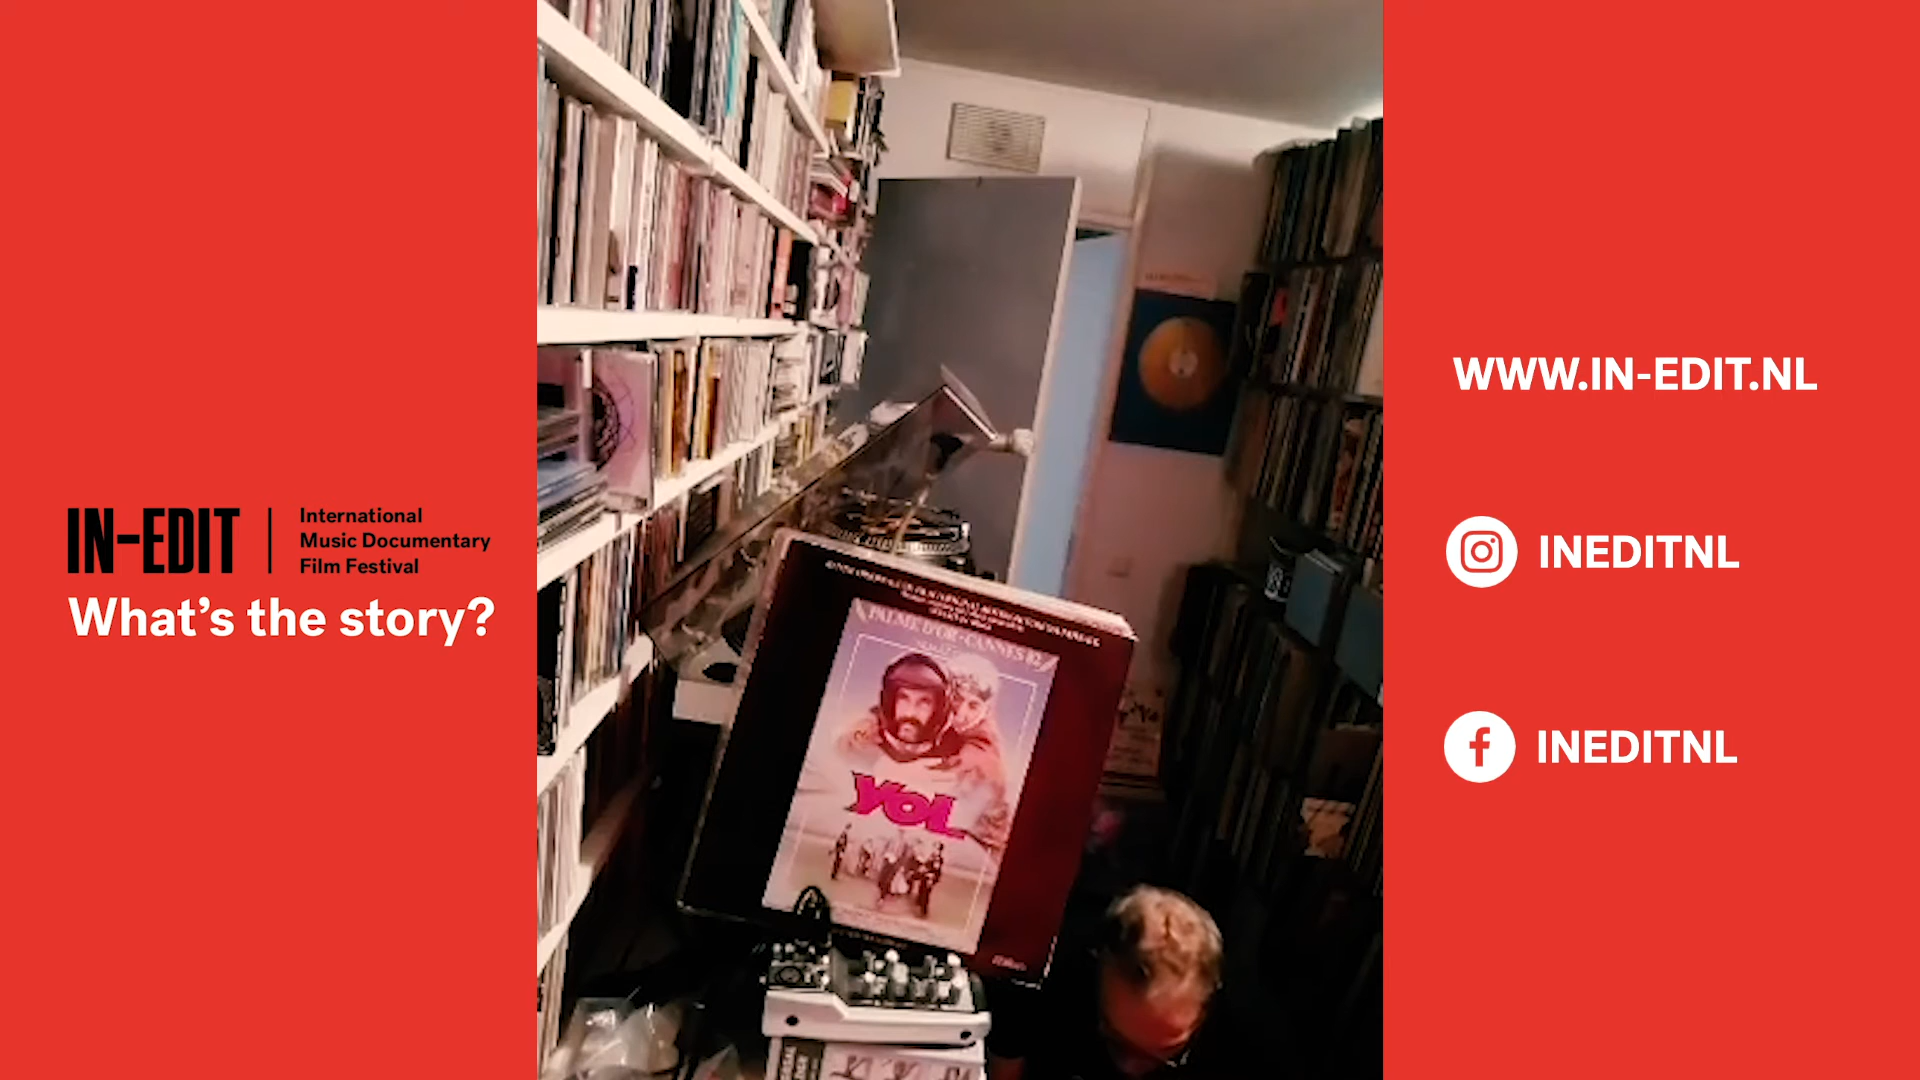 IN-EDIT
International
Music Documentary
Film Festival
What's the story?
PALME D'OR - CANNES 82
YOL
WWW.IN-EDIT.NL
INEDITNL
INEDITNL